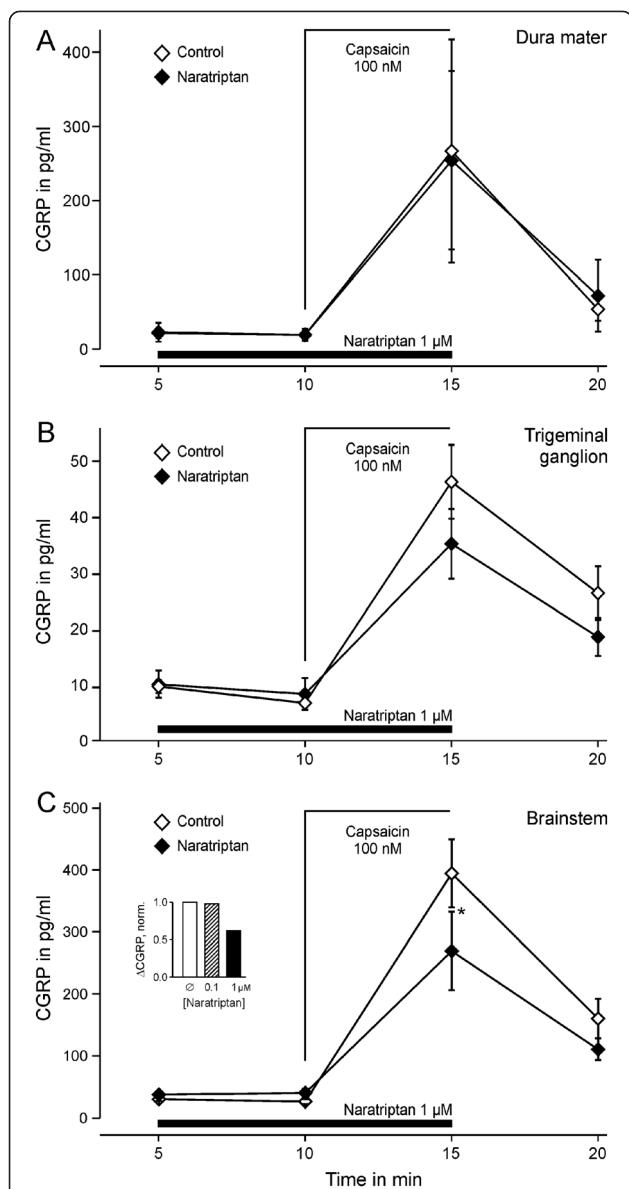 A
Dura mater
Control
Naratriptan
Capsaicin
100 nM
CGRP in pg/ml
400
300
200
100
0
Naratriptan 1 µM
5 10 15 20
B
Trigeminal
ganglion
Control
Naratriptan
Capsaicin
100 nM
CGRP in pg/ml
50
40
30
20
10
0
Naratriptan 1 µM
5 10 15 20
C
Brainstem
Control
Naratriptan
Capsaicin
100 nM
CGRP in pg/ml
500
400
300
200
100
0
ΔCGRP, norm.
1.0
0.5
0.0
∅ 0.1 1 µM
[Naratriptan]
*
Naratriptan 1 µM
5 10 15 20
Time in min